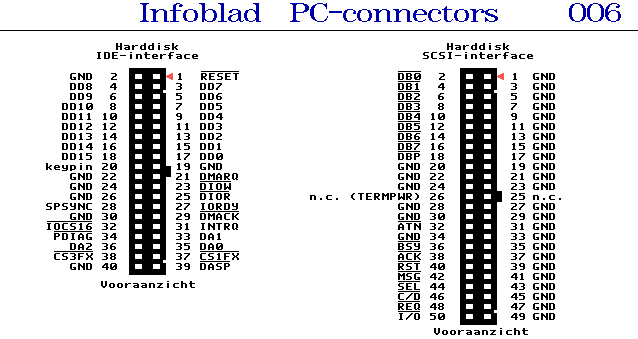 Infoblad PC-connectors 006
Harddisk
IDE-interface
GND 2 1 RESET
DD8 4 3 DD7
DD9 6 5 DD6
DD10 8 7 DD5
DD11 10 9 DD4
DD12 12 11 DD3
DD13 14 13 DD2
DD14 16 15 DD1
DD15 18 17 DD0
keypin 20 19 GND
GND 22 21 DMARQ
GND 24 23 DIOW
GND 26 25 DIOR
SPSYNC 28 27 IORDY
GND 30 29 DMACK
IOCS16 32 31 INTRQ
PDIAG 34 33 DA1
DA2 36 35 DA0
CS3FX 38 37 CS1FX
GND 40 39 DASP
Vooraanzicht
Harddisk
SCSI-interface
DB0 2 1 GND
DB1 4 3 GND
DB2 6 5 GND
DB3 8 7 GND
DB4 10 9 GND
DB5 12 11 GND
DB6 14 13 GND
DB7 16 15 GND
DBP 18 17 GND
GND 20 19 GND
GND 22 21 GND
GND 24 23 GND
n.c. (TERMPWR) 26 25 n.c.
GND 28 27 GND
GND 30 29 GND
ATN 32 31 GND
GND 34 33 GND
BSY 36 35 GND
ACK 38 37 GND
RST 40 39 GND
MSG 42 41 GND
SEL 44 43 GND
C/D 46 45 GND
REQ 48 47 GND
I/O 50 49 GND
Vooraanzicht